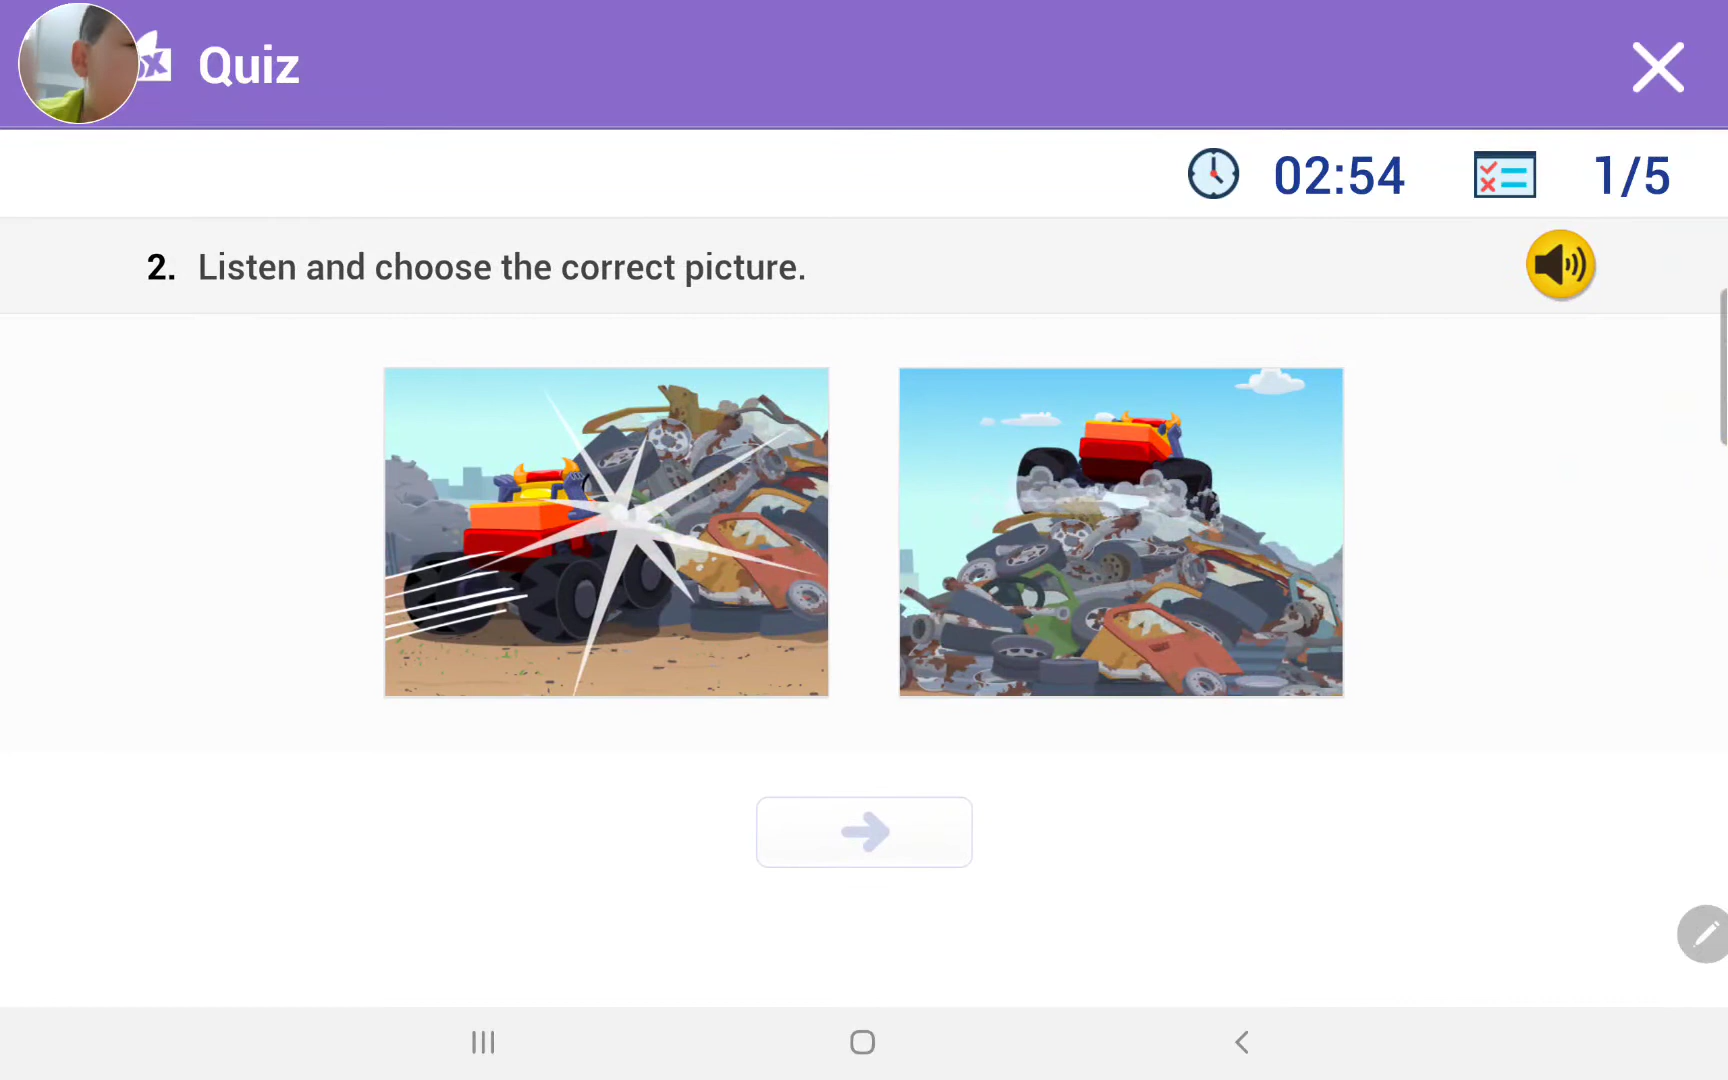 Quiz
02:54
1/5
2. Listen and choose the correct picture.